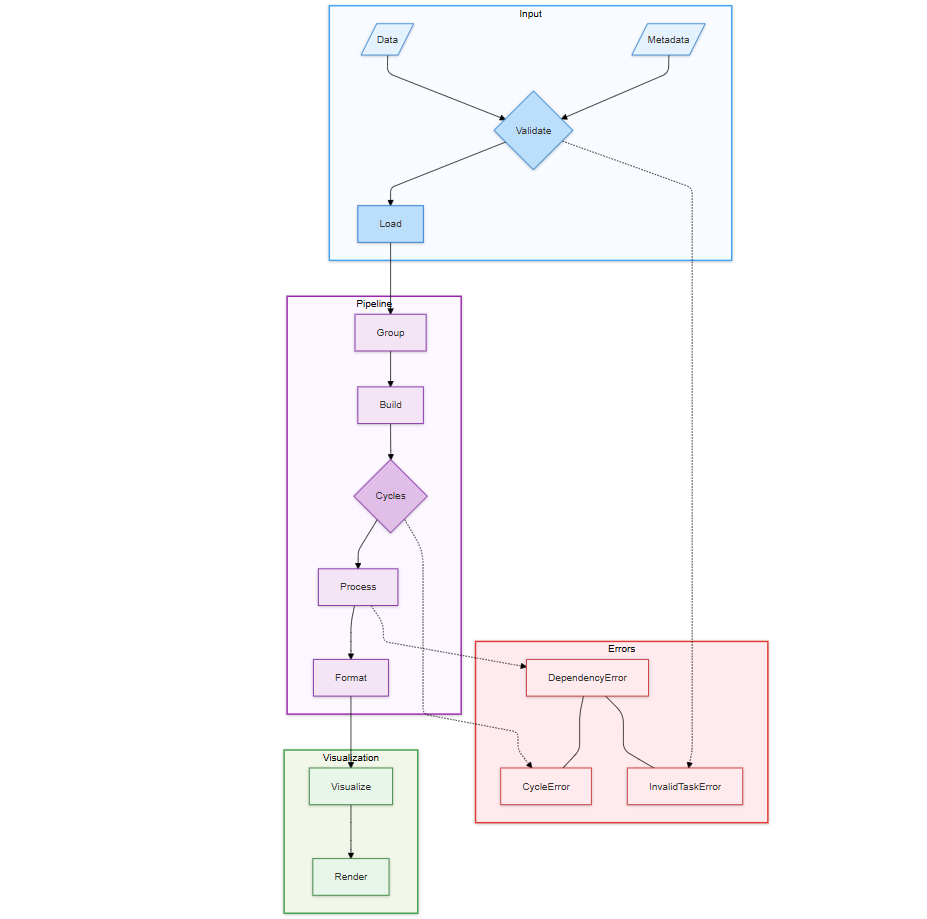 Input
Data
Metadata
Validate
Load
Pipeline
Group
Build
Cycles
Process
Format
Errors
DependencyError
CycleError
InvalidTaskError
Visualization
Visualize
Render